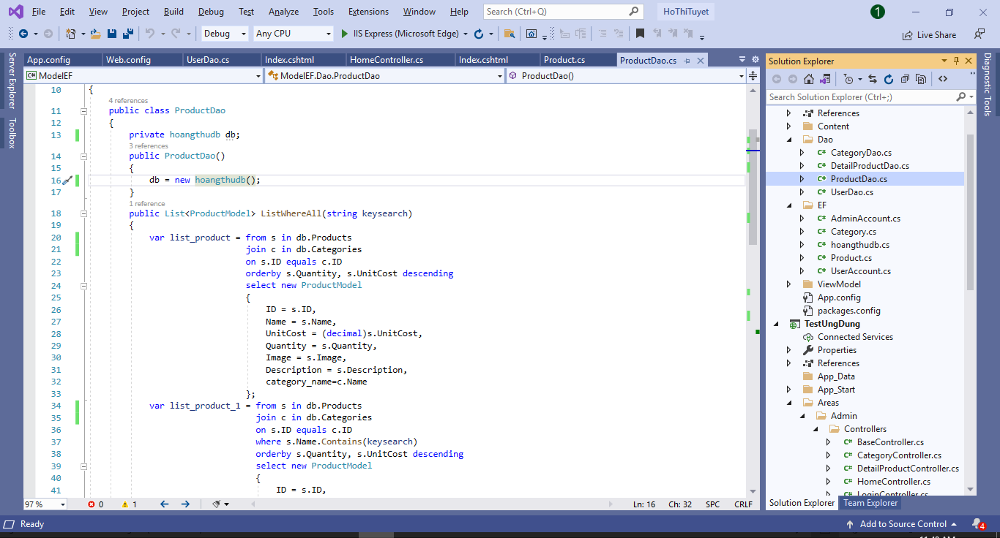 File Edit View Project Build Debug Test Analyze Tools Extensions Window Help Search (Ctrl+Q) HoThiTuyet 1
Debug Any CPU IIS Express (Microsoft Edge) Live Share
Server Explorer
Toolbox
App.config Web.config UserDao.cs Index.cshtml HomeController.cs Index.cshtml Product.cs ProductDao.cs
ModelEF ModelEF.Dao.ProductDao ProductDao()
10 {
4 references
11 public class ProductDao
12 {
13 private hoangthudb db;
3 references
14 public ProductDao()
15 {
16 db = new hoangthudb();
17 }
1 reference
18 public List<ProductModel> ListWhereAll(string keysearch)
19 {
20 var list_product = from s in db.Products
21 join c in db.Categories
22 on s.ID equals c.ID
23 orderby s.Quantity, s.UnitCost descending
24 select new ProductModel
25 {
26 ID = s.ID,
27 Name = s.Name,
28 UnitCost = (decimal)s.UnitCost,
29 Quantity = s.Quantity,
30 Image = s.Image,
31 Description = s.Description,
32 category_name=c.Name
33 };
34 var list_product_1 = from s in db.Products
35 join c in db.Categories
36 on s.ID equals c.ID
37 where s.Name.Contains(keysearch)
38 orderby s.Quantity, s.UnitCost descending
39 select new ProductModel
40 {
41 ID = s.ID,
97 % 0 1 Ln: 16 Ch: 32 SPC CRLF
Solution Explorer
Search Solution Explorer (Ctrl+;)
References
Content
Dao
C# CategoryDao.cs
C# DetailProductDao.cs
C# ProductDao.cs
C# UserDao.cs
EF
C# AdminAccount.cs
C# Category.cs
C# hoangthudb.cs
C# Product.cs
C# UserAccount.cs
ViewModel
App.config
packages.config
TestUngDung
Connected Services
Properties
References
App_Data
App_Start
Areas
Admin
Controllers
C# BaseController.cs
C# CategoryController.cs
C# DetailProductController.cs
C# HomeController.cs
C# LoginController.cs
Solution Explorer Team Explorer
Diagnostic Tools
Ready Add to Source Control 4